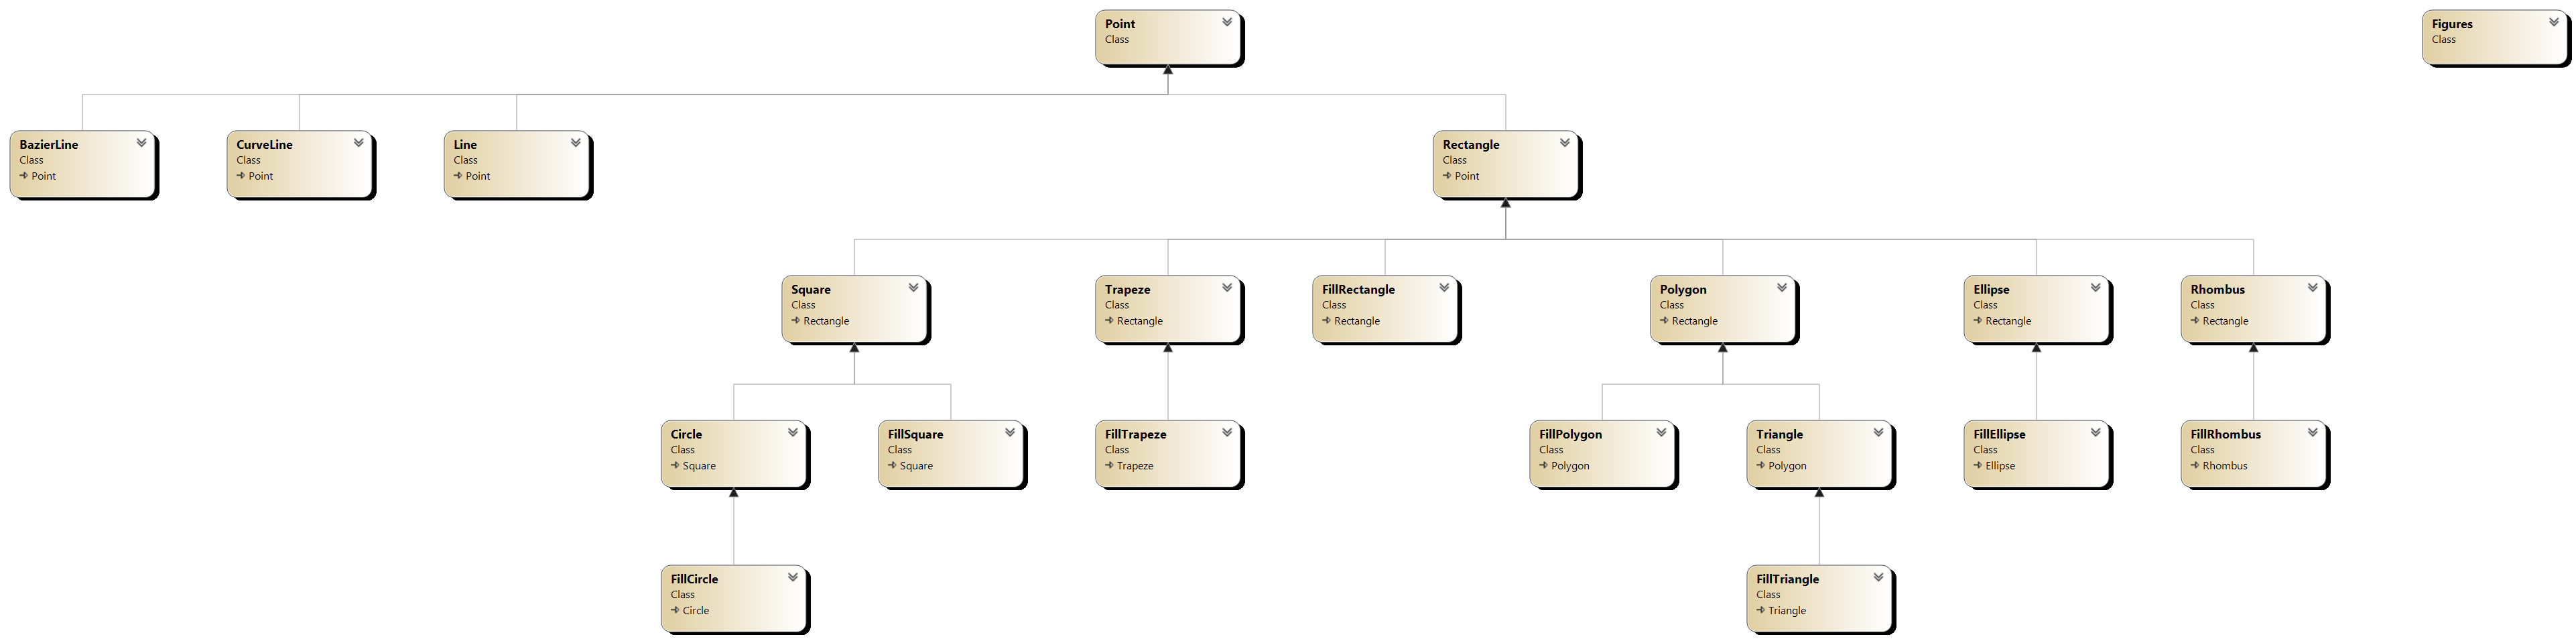 Point
Class
Figures
Class
BazierLine
Class
Point
CurveLine
Class
Point
Line
Class
Point
Rectangle
Class
Point
Square
Class
Rectangle
Trapeze
Class
Rectangle
FillRectangle
Class
Rectangle
Polygon
Class
Rectangle
Ellipse
Class
Rectangle
Rhombus
Class
Rectangle
Circle
Class
Square
FillSquare
Class
Square
FillTrapeze
Class
Trapeze
FillPolygon
Class
Polygon
Triangle
Class
Polygon
FillEllipse
Class
Ellipse
FillRhombus
Class
Rhombus
FillCircle
Class
Circle
FillTriangle
Class
Triangle